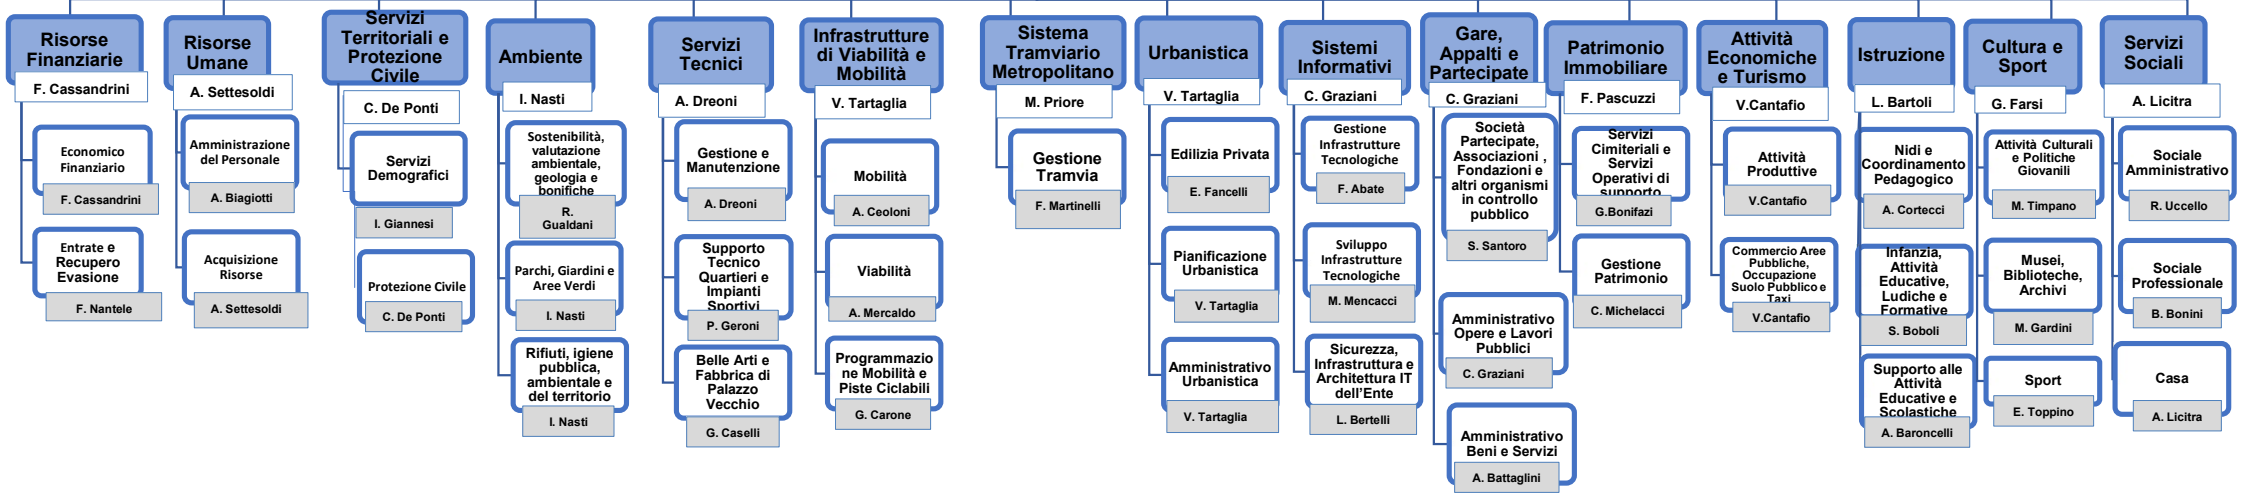 Risorse
Finanziarie
F. Cassandrini
Economico
Finanziario
F. Cassandrini
Entrate e
Recupero
Evasione
F. Nantele
Risorse
Umane
A. Settesoldi
Amministrazione
del Personale
A. Biagiotti
Acquisizione
Risorse
A. Settesoldi
Servizi
Territoriali e
Protezione
Civile
C. De Ponti
Servizi
Demografici
I. Giannesi
Protezione Civile
C. De Ponti
Ambiente
I. Nasti
Sostenibilità,
valutazione
ambientale,
geologia e
bonifiche
R.
Gualdani
Parchi, Giardini e
Aree Verdi
I. Nasti
Rifiuti, igiene
pubblica,
ambientale e
del territorio
I. Nasti
Servizi
Tecnici
A. Dreoni
Gestione e
Manutenzione
A. Dreoni
Supporto
Tecnico
Quartieri e
Impianti
Sportivi
P. Geroni
Belle Arti e
Fabbrica di
Palazzo
Vecchio
G. Caselli
Infrastrutture
di Viabilità e
Mobilità
V. Tartaglia
Mobilità
A. Ceoloni
Viabilità
A. Mercaldo
Programmazio
ne Mobilità e
Piste Ciclabili
G. Carone
Sistema
Tramviario
Metropolitano
M. Priore
Gestione
Tramvia
F. Martinelli
Urbanistica
V. Tartaglia
Edilizia Privata
E. Fancelli
Pianificazione
Urbanistica
V. Tartaglia
Amministrativo
Urbanistica
V. Tartaglia
Sistemi
Informativi
C. Graziani
Gestione
Infrastrutture
Tecnologiche
F. Abate
Sviluppo
Infrastrutture
Tecnologiche
M. Mencacci
Sicurezza,
Infrastruttura e
Architettura IT
dell’Ente
L. Bertelli
Gare,
Appalti e
Partecipate
C. Graziani
Società
Partecipate,
Associazioni ,
Fondazioni e
altri organismi
in controllo
pubblico
S. Santoro
Amministrativo
Opere e Lavori
Pubblici
C. Graziani
Amministrativo
Beni e Servizi
A. Battaglini
Patrimonio
Immobiliare
F. Pascuzzi
Servizi
Cimiteriali e
Servizi
Operativi di
supporto
G.Bonifazi
Gestione
Patrimonio
C. Michelacci
Attività
Economiche
e Turismo
V.Cantafio
Attività
Produttive
V.Cantafio
Commercio Aree
Pubbliche,
Occupazione
Suolo Pubblico e
Taxi
V.Cantafio
Istruzione
L. Bartoli
Nidi e
Coordinamento
Pedagogico
A. Cortecci
Infanzia,
Attività
Educative,
Ludiche e
Formative
S. Boboli
Supporto alle
Attività
Educative e
Scolastiche
A. Baroncelli
Cultura e
Sport
G. Farsi
Attività Culturali
e Politiche
Giovanili
M. Timpano
Musei,
Biblioteche,
Archivi
M. Gardini
Sport
E. Toppino
Servizi
Sociali
A. Licitra
Sociale
Amministrativo
R. Uccello
Sociale
Professionale
B. Bonini
Casa
A. Licitra